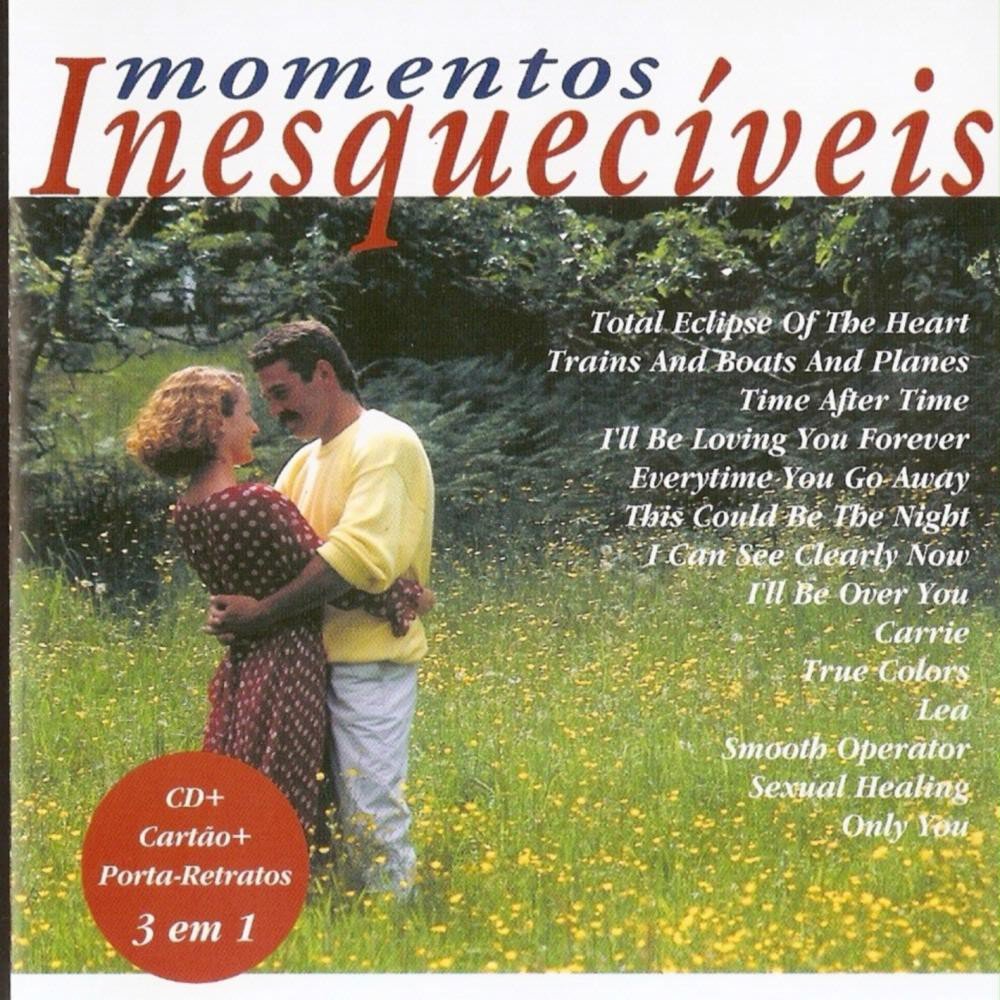 momentos
Inesquecíveis
Total Eclipse Of The Heart
Trains And Boats And Planes
Time After Time
I'll Be Loving You Forever
Everytime You Go Away
This Could Be The Night
I Can See Clearly Now
I'll Be Over You
Carrie
True Colors
Lea
Smooth Operator
Sexual Healing
Only You
CD+
Cartão+
Porta-Retratos
3 em 1